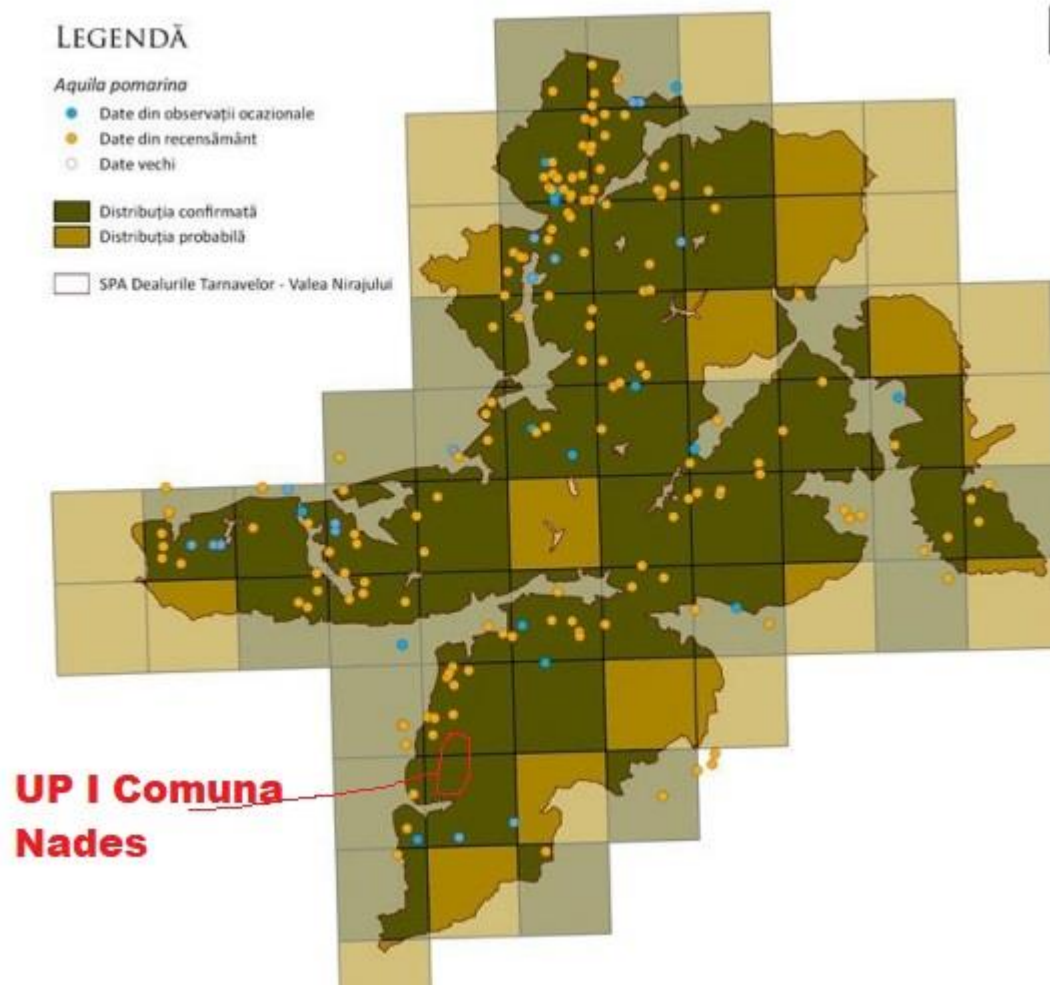 LEGENDĂ
Aquila pomarina
Date din observații ocazionale
Date din recensământ
Date vechi
Distribuția confirmată
Distribuția probabilă
SPA Dealurile Tarnavelor - Valea Nirajului
UP I Comuna
Nades